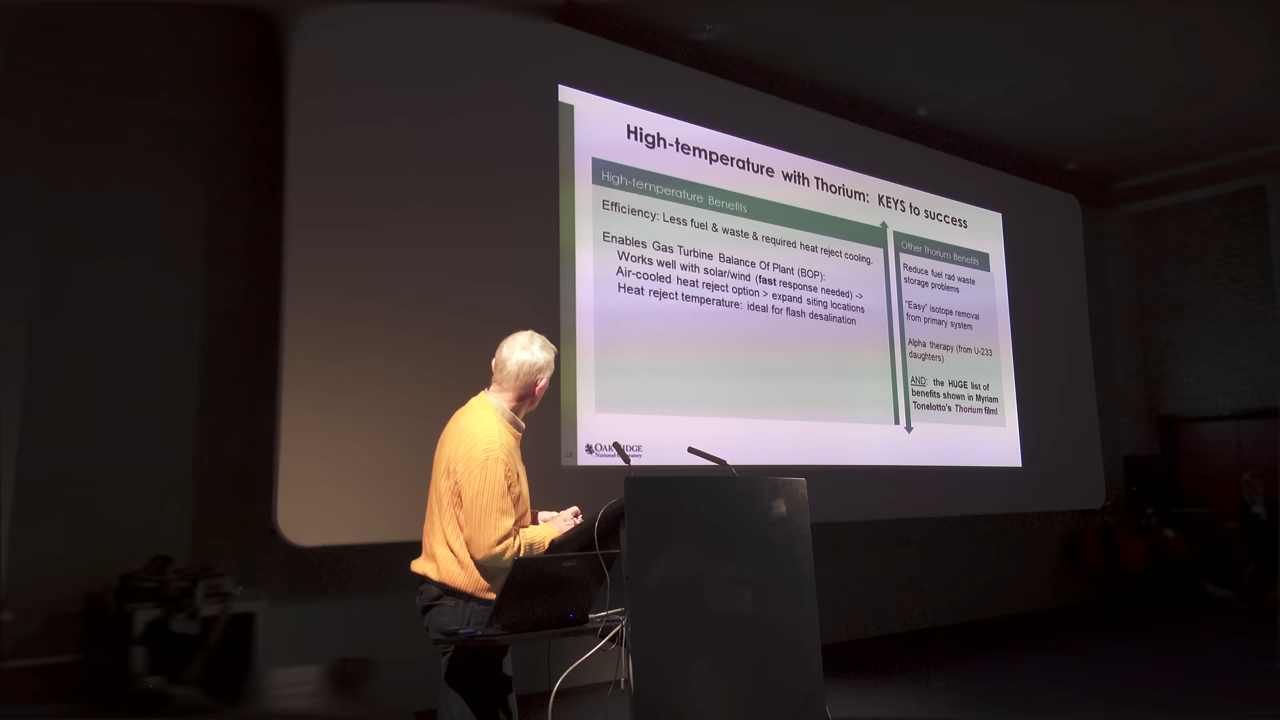 High-temperature with Thorium: KEYS to success
High-temperature Benefits
Efficiency: Less fuel & waste & required heat reject cooling.
Enables Gas Turbine Balance Of Plant (BOP):
Works well with solar/wind (fast response needed) ->
Air-cooled heat reject option > expand siting locations
Heat reject temperature: ideal for flash desalination
Other Thorium Benefits
Reduce fuel rad waste
storage problems
"Easy" isotope removal
from primary system
Alpha therapy (from U-233
daughters)
AND: the HUGE list of
benefits shown in Myriam
Tonelotto's Thorium film!
National